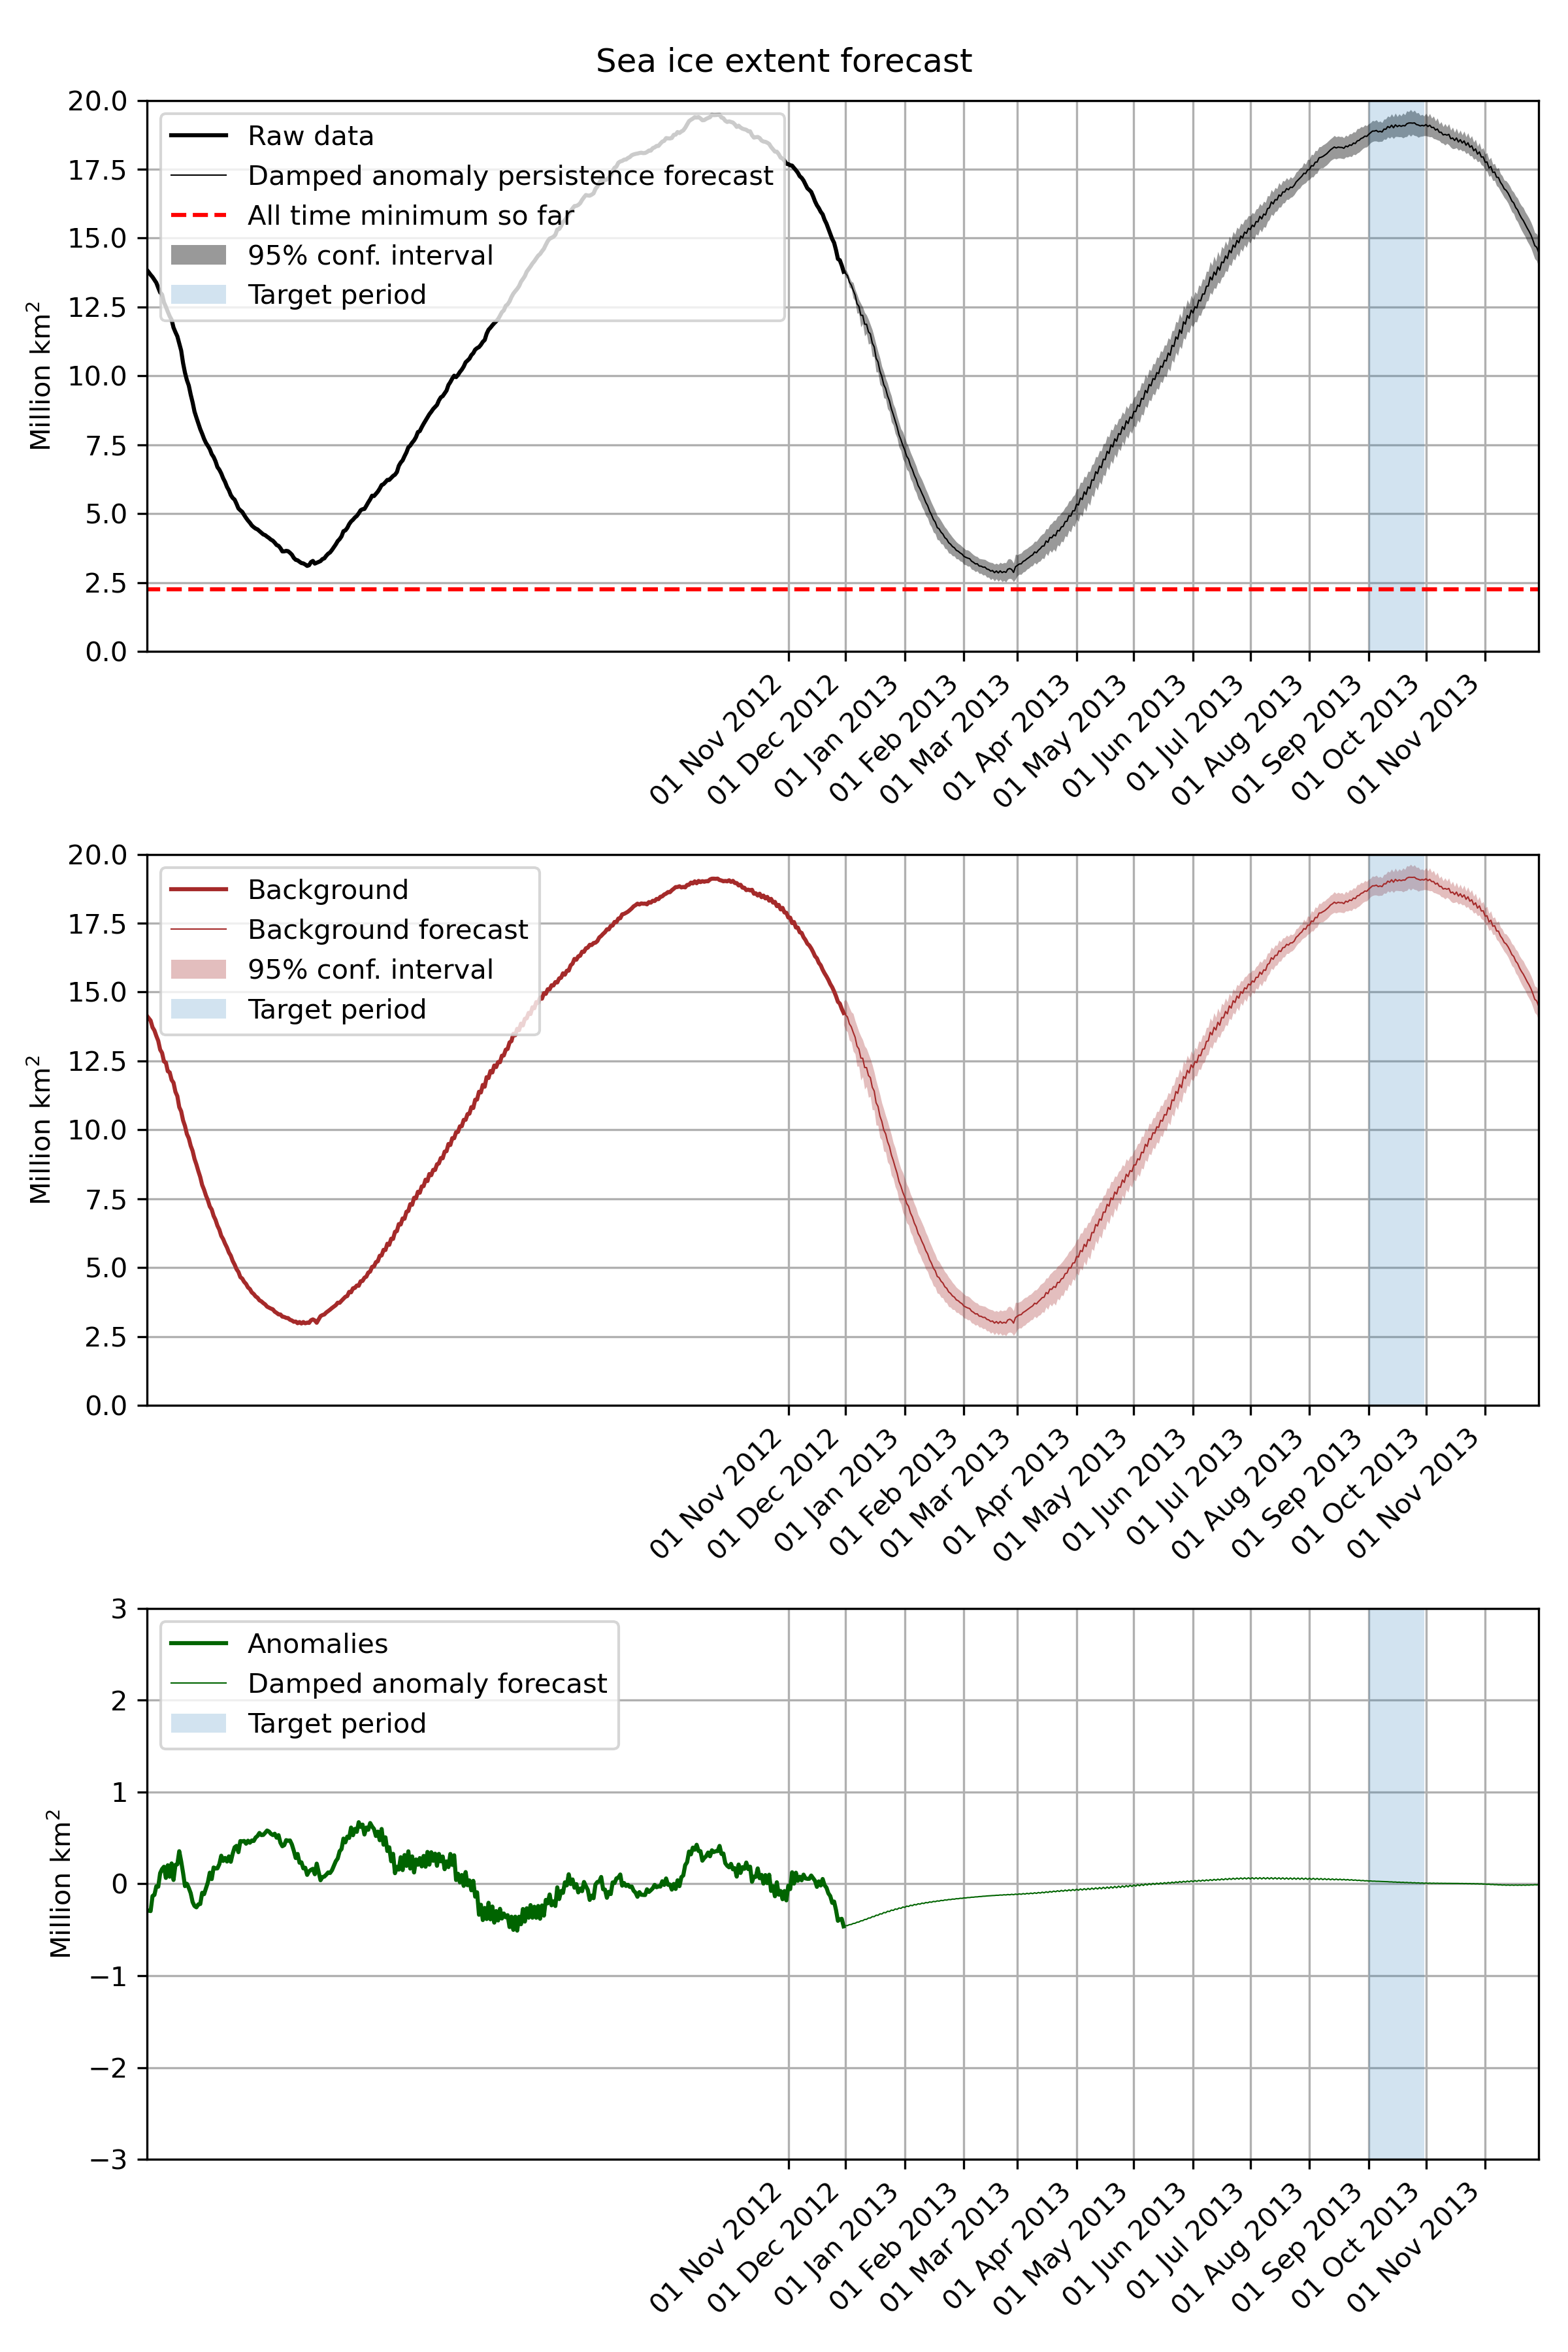 Sea ice extent forecast
20.0
17.5
15.0
12.5
10.0
7.5
5.0
2.5
0.0
Million km²
Raw data
Damped anomaly persistence forecast
All time minimum so far
95% conf. interval
Target period
01 Nov 2012
01 Dec 2012
01 Jan 2013
01 Feb 2013
01 Mar 2013
01 Apr 2013
01 May 2013
01 Jun 2013
01 Jul 2013
01 Aug 2013
01 Sep 2013
01 Oct 2013
01 Nov 2013
20.0
17.5
15.0
12.5
10.0
7.5
5.0
2.5
0.0
Million km²
Background
Background forecast
95% conf. interval
Target period
01 Nov 2012
01 Dec 2012
01 Jan 2013
01 Feb 2013
01 Mar 2013
01 Apr 2013
01 May 2013
01 Jun 2013
01 Jul 2013
01 Aug 2013
01 Sep 2013
01 Oct 2013
01 Nov 2013
3
2
1
0
−1
−2
−3
Million km²
Anomalies
Damped anomaly forecast
Target period
01 Nov 2012
01 Dec 2012
01 Jan 2013
01 Feb 2013
01 Mar 2013
01 Apr 2013
01 May 2013
01 Jun 2013
01 Jul 2013
01 Aug 2013
01 Sep 2013
01 Oct 2013
01 Nov 2013